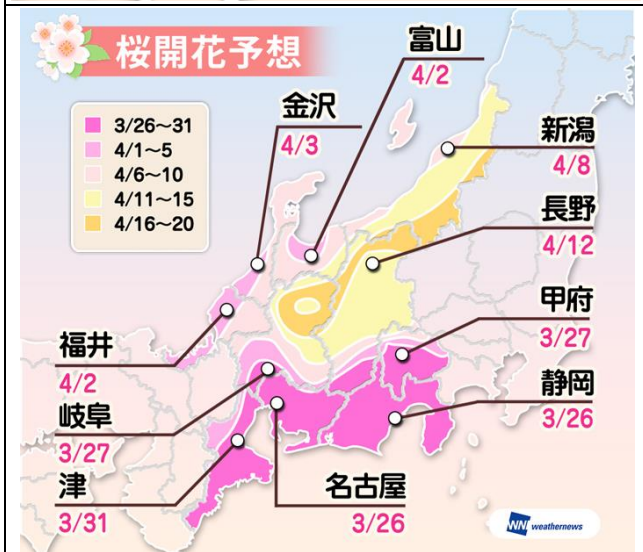 桜開花予想
3/26〜31
4/1〜5
4/6〜10
4/11〜15
4/16〜20
富山
4/2
金沢
4/3
新潟
4/8
長野
4/12
甲府
3/27
福井
4/2
静岡
3/26
岐阜
3/27
津
3/31
名古屋
3/26
WNI weathernews